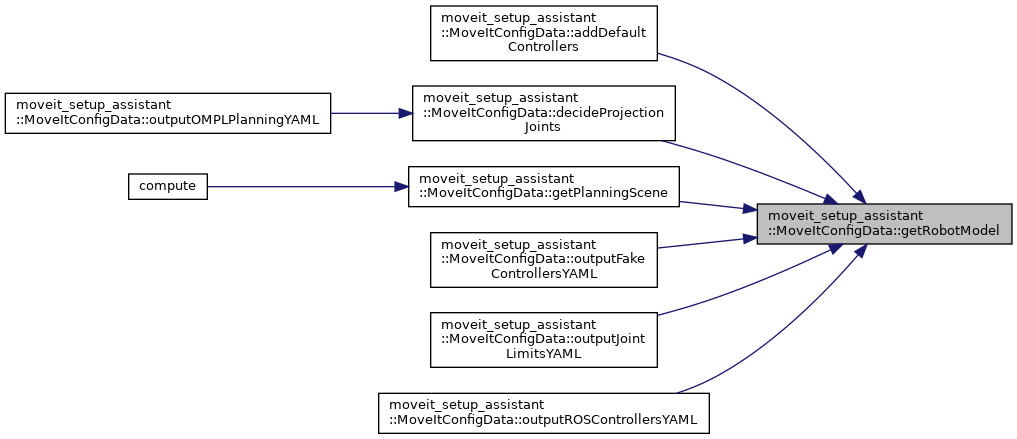 moveit_setup_assistant
::MoveItConfigData::addDefault
Controllers
moveit_setup_assistant
::MoveItConfigData::outputOMPLPlanningYAML
moveit_setup_assistant
::MoveItConfigData::decideProjection
Joints
compute
moveit_setup_assistant
::MoveItConfigData::getPlanningScene
moveit_setup_assistant
::MoveItConfigData::getRobotModel
moveit_setup_assistant
::MoveItConfigData::outputFake
ControllersYAML
moveit_setup_assistant
::MoveItConfigData::outputJoint
LimitsYAML
moveit_setup_assistant
::MoveItConfigData::outputROSControllersYAML